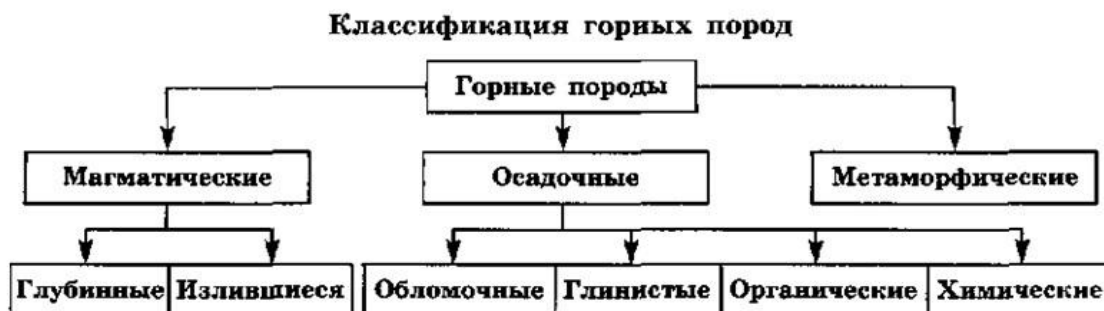 Классификация горных пород
Горные породы
Магматические
Осадочные
Метаморфические
Глубинные
Излившиеся
Обломочные
Глинистые
Органические
Химические